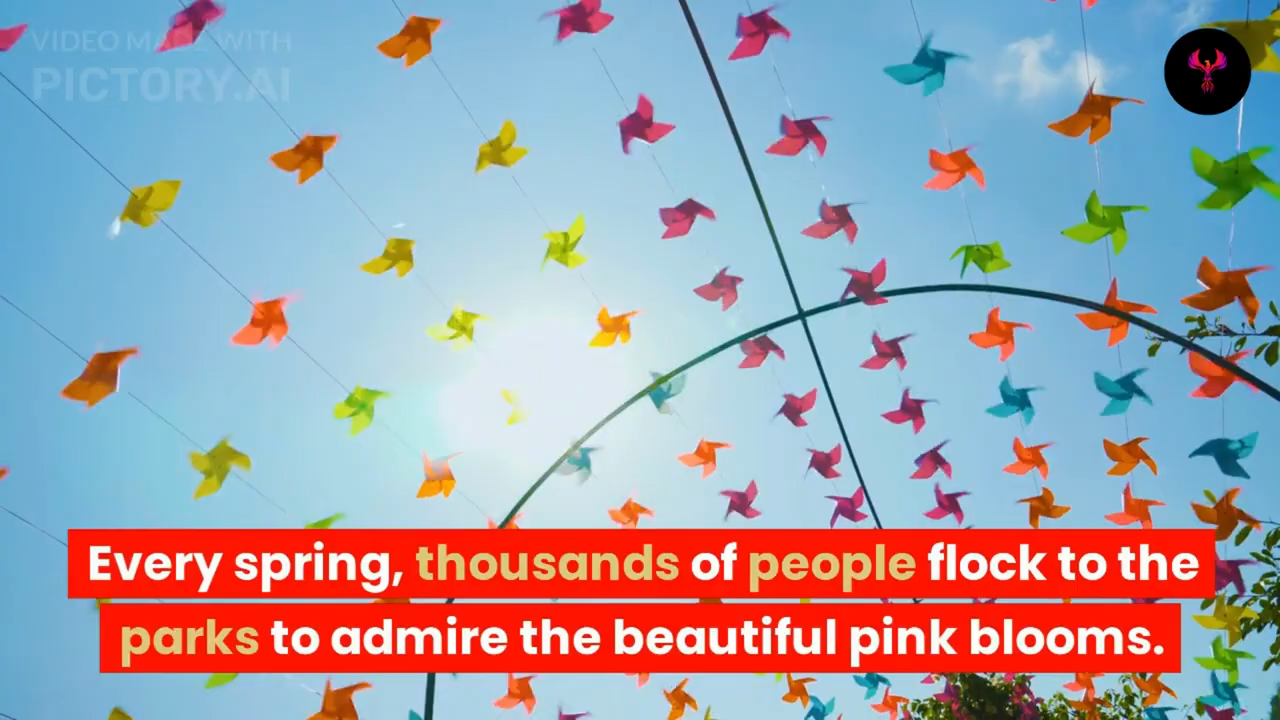 VIDEO MADE WITH
PICTORY.AI
Every spring, thousands of people flock to the
parks to admire the beautiful pink blooms.